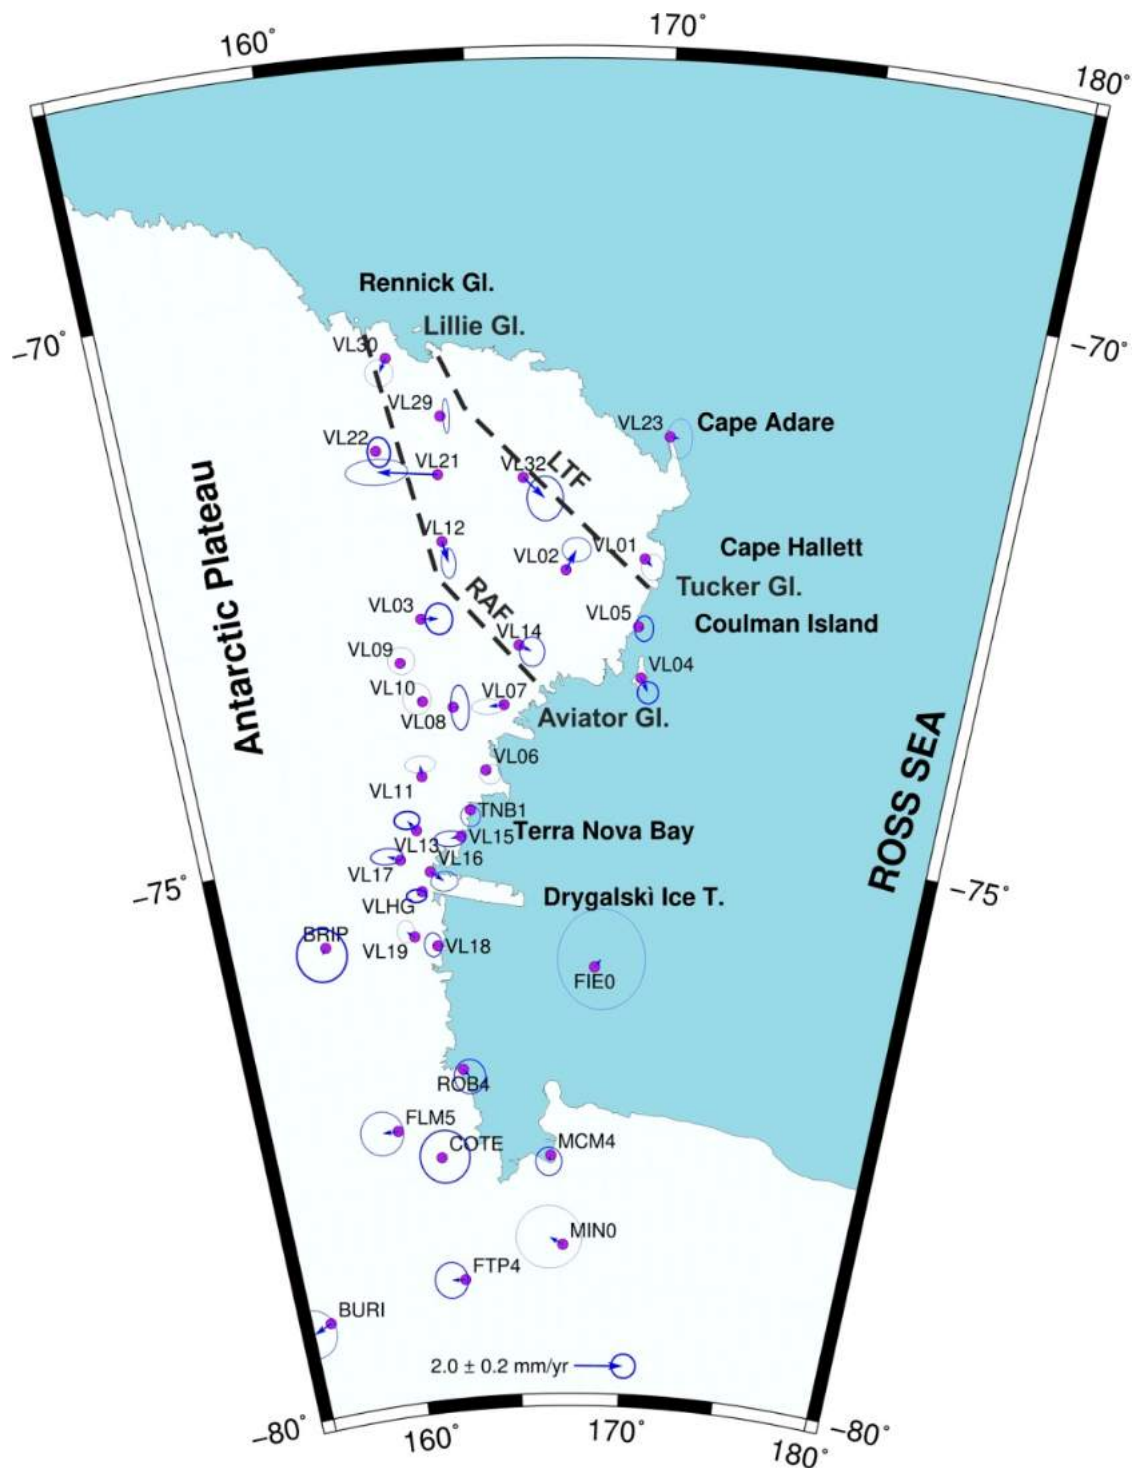 160°
170°
180°
Rennick Gl.
Lillie Gl.
VL30
−70°
−70°
VL29
VL23
Cape Adare
VL22
VL21
VL32
LTF
Antarctic Plateau
VL12
VL02
VL01
Cape Hallett
RAF
Tucker Gl.
VL03
VL14
VL05
Coulman Island
VL09
VL04
VL10
VL07
VL08
Aviator Gl.
ROSS SEA
VL06
VL11
TNB1
VL13
VL15
Terra Nova Bay
VL17
VL16
−75°
−75°
VLHG
Drygalski Ice T.
BRIP
VL19
VL18
FIE0
ROB4
FLM5
COTE
MCM4
MIN0
FTP4
BURI
2.0 ± 0.2 mm/yr
−80°
160°
170°
180°
−80°